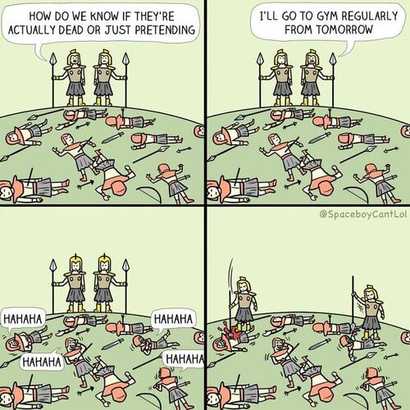 HOW DO WE KNOW IF THEY'RE
ACTUALLY DEAD OR JUST PRETENDING
I'LL GO TO GYM REGULARLY
FROM TOMORROW
@SpaceboyCantLol
HAHAHA
HAHAHA
HAHAHA
HAHAHA